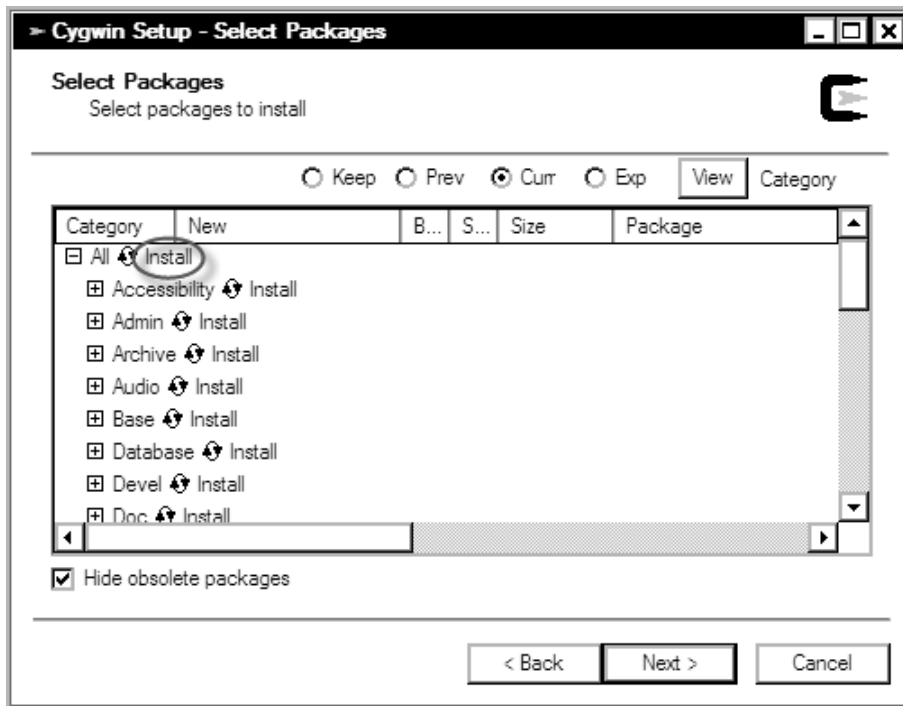 Cygwin Setup - Select Packages
Select Packages
Select packages to install
Keep Prev Curr Exp View Category
Category New B... S... Size Package
All Install
Accessibility Install
Admin Install
Archive Install
Audio Install
Base Install
Database Install
Devel Install
Doc Install
Hide obsolete packages
< Back Next > Cancel